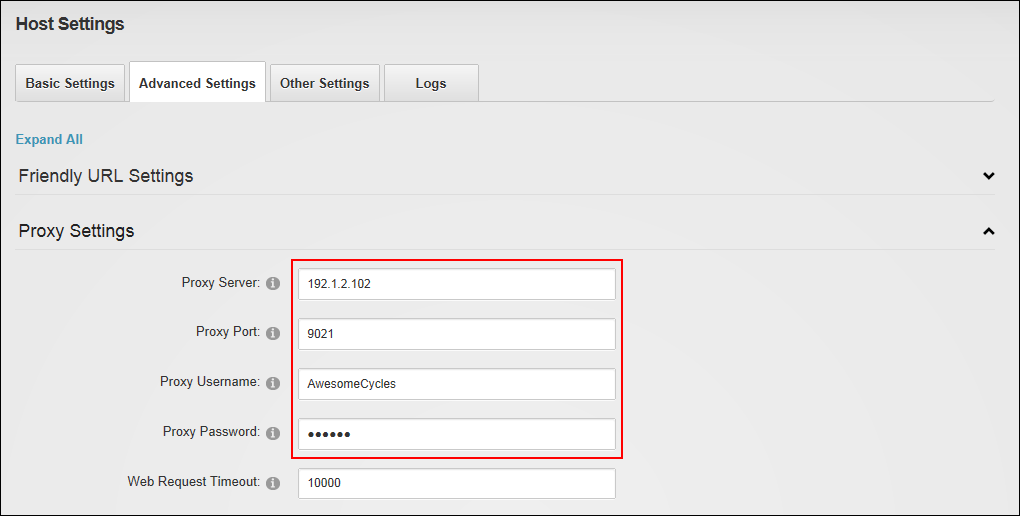 Host Settings
Basic Settings Advanced Settings Other Settings Logs
Expand All
Friendly URL Settings
Proxy Settings
Proxy Server: 192.1.2.102
Proxy Port: 9021
Proxy Username: AwesomeCycles
Proxy Password: ●●●●●●
Web Request Timeout: 10000